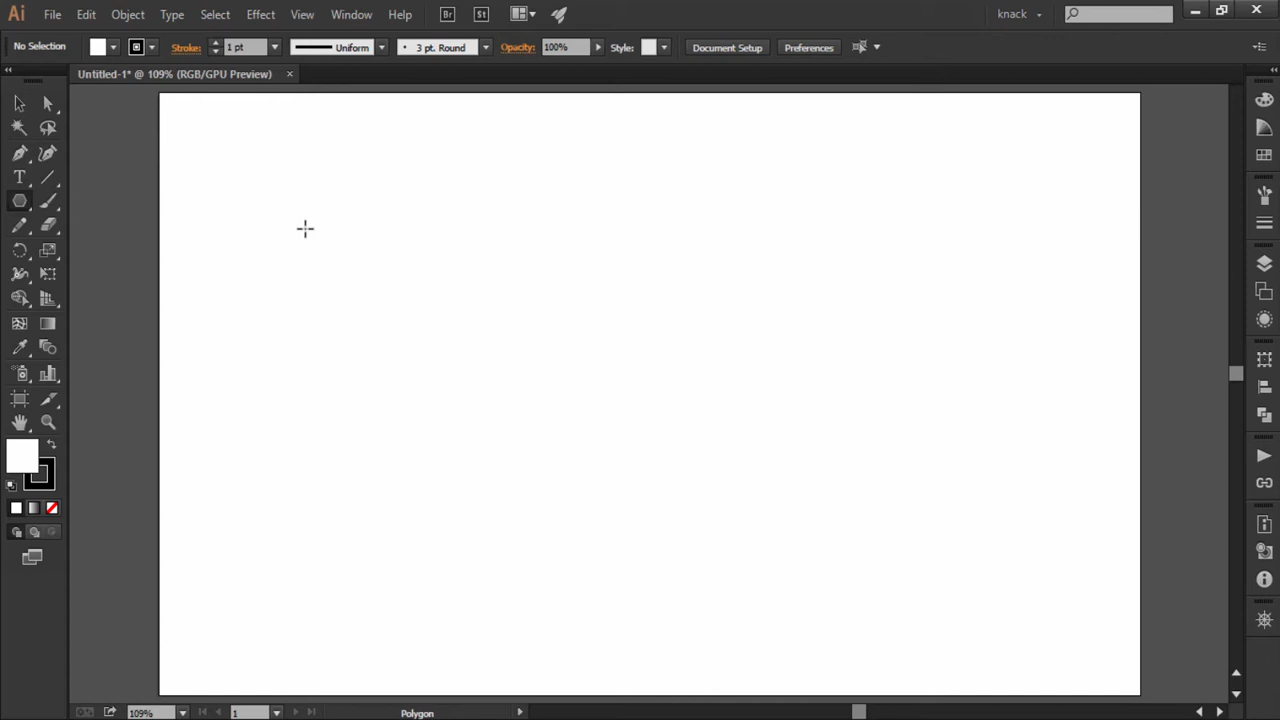 Ai File Edit Object Type Select Effect View Window Help Br St knack
No Selection Stroke: 1 pt Uniform 3 pt. Round Opacity: 100% Style: Document Setup Preferences
Untitled-1* @ 109% (RGB/GPU Preview)
T
109% 1 Polygon